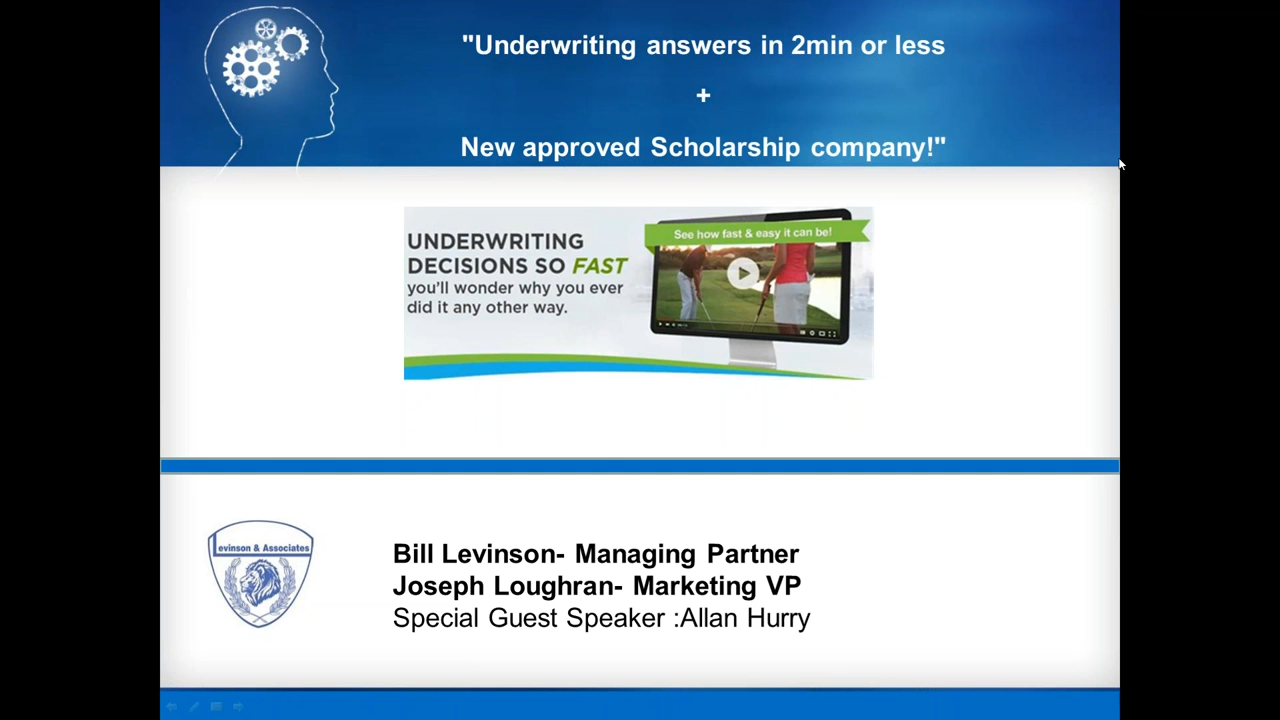 "Underwriting answers in 2min or less
+
New approved Scholarship company!"
See how fast & easy it can be!
UNDERWRITING
DECISIONS SO FAST
you'll wonder why you ever
did it any other way.
Levinson & Associates
Bill Levinson- Managing Partner
Joseph Loughran- Marketing VP
Special Guest Speaker :Allan Hurry